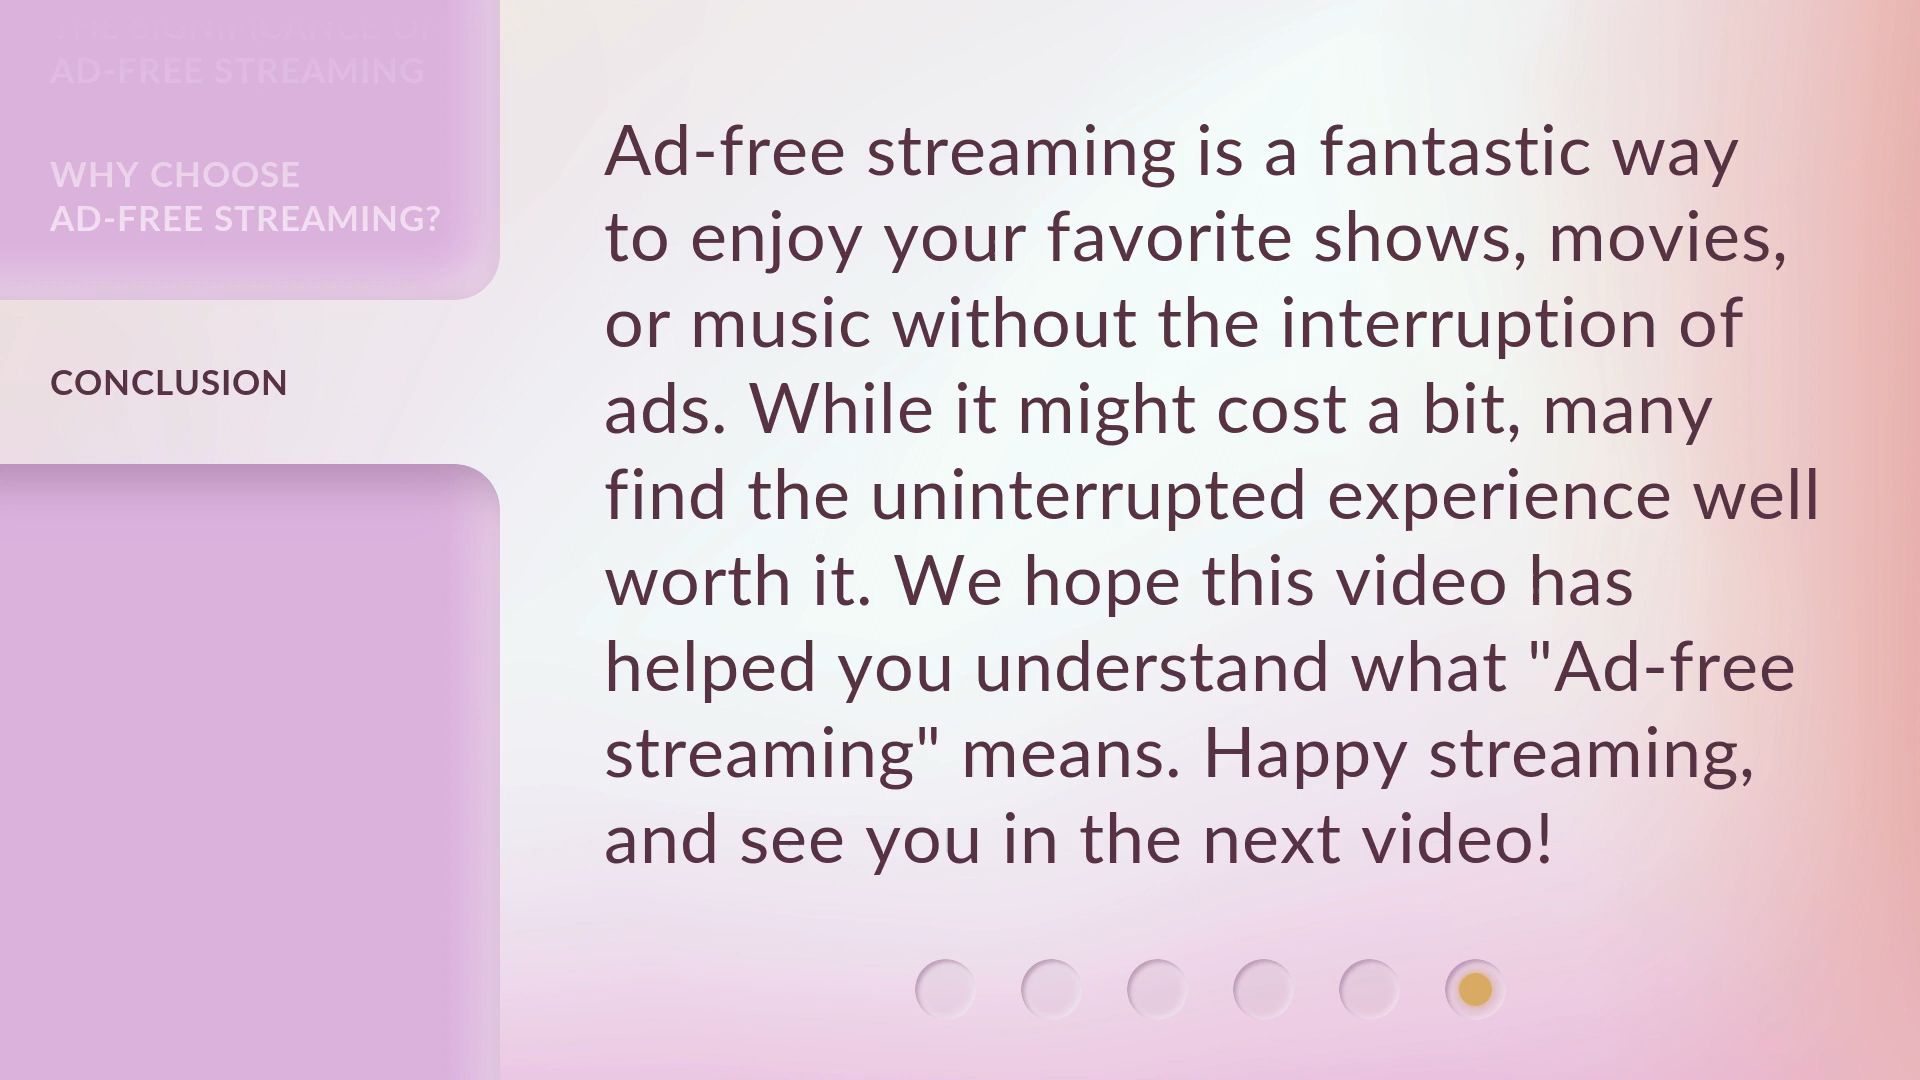 THE SIGNIFICANCE OF
AD-FREE STREAMING
WHY CHOOSE
AD-FREE STREAMING?
CONCLUSION
Ad-free streaming is a fantastic way
to enjoy your favorite shows, movies,
or music without the interruption of
ads. While it might cost a bit, many
find the uninterrupted experience well
worth it. We hope this video has
helped you understand what "Ad-free
streaming" means. Happy streaming,
and see you in the next video!